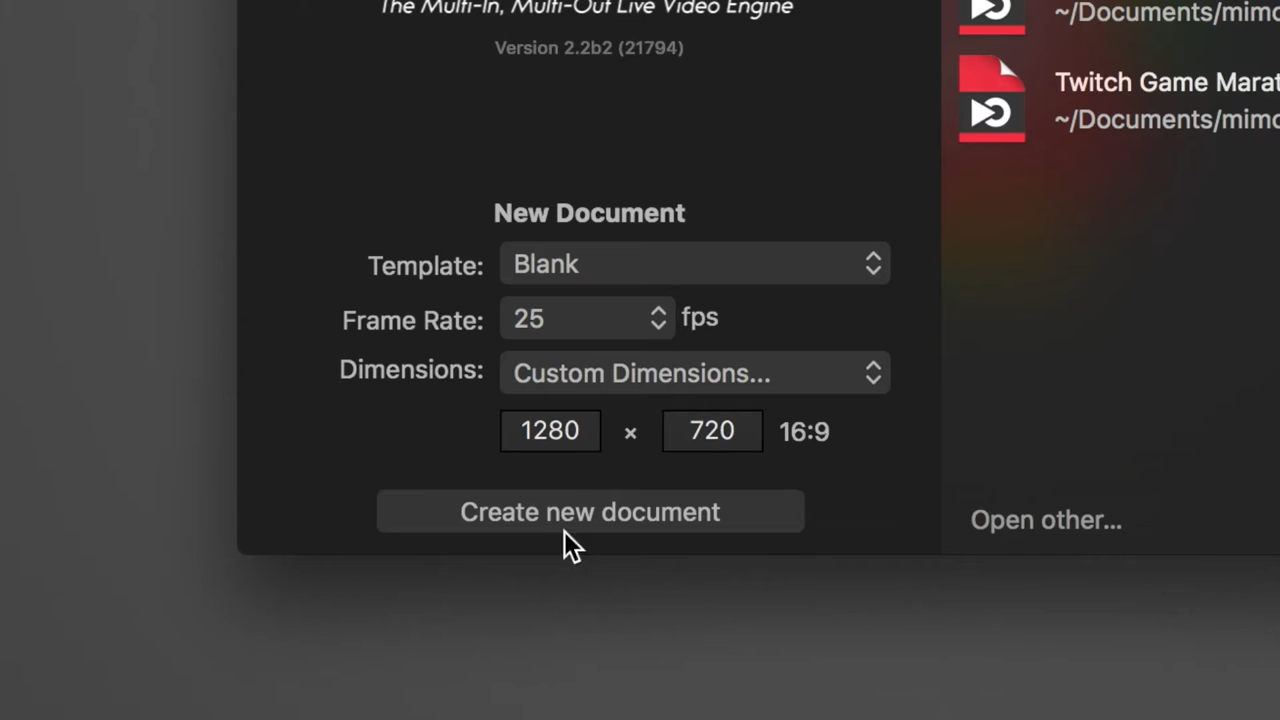 The Multi-In, Multi-Out Live Video Engine
Version 2.2b2 (21794)
New Document
Template: Blank
Frame Rate: 25 fps
Dimensions: Custom Dimensions...
1280 × 720 16:9
Create new document
~/Documents/mimo
Twitch Game Marat
~/Documents/mimo
Open other...